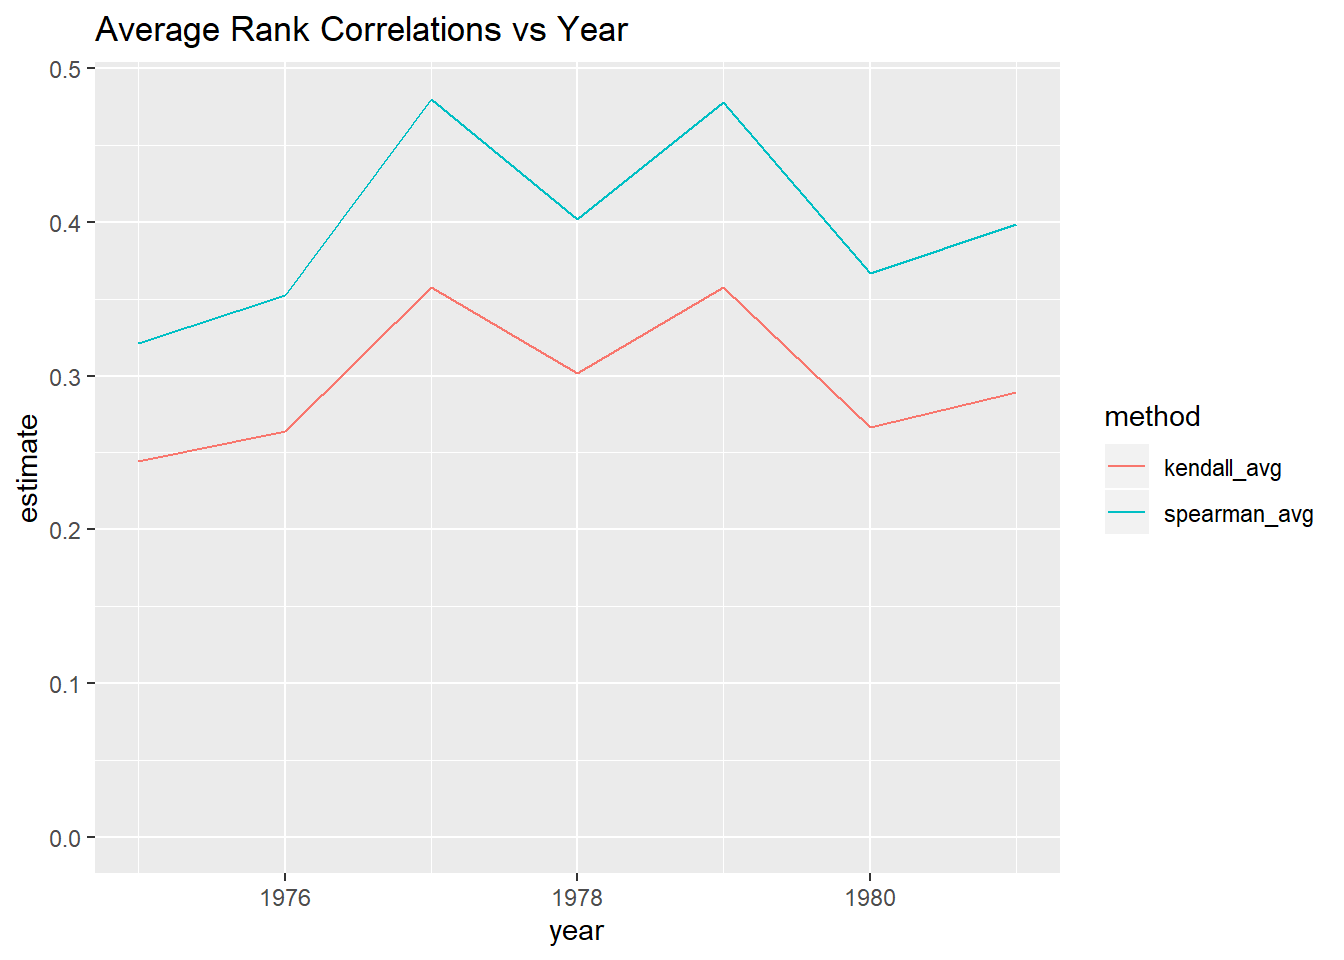 Average Rank Correlations vs Year
0.5
0.4
0.3
0.2
0.1
0.0
estimate
1976 1978 1980
year
method
kendall_avg
spearman_avg